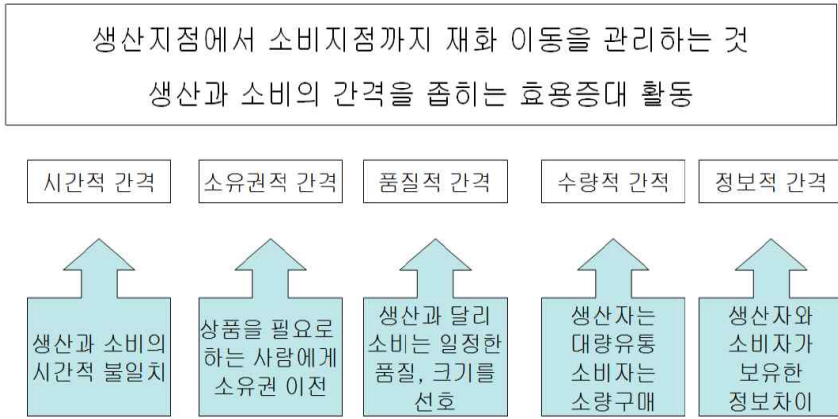 생산지점에서 소비지점까지 재화 이동을 관리하는 것
생산과 소비의 간격을 좁히는 효용증대 활동
시간적 간격
소유권적 간격
품질적 간격
수량적 간적
정보적 간격
생산과 소비의
시간적 불일치
상품을 필요로
하는 사람에게
소유권 이전
생산과 달리
소비는 일정한
품질, 크기를
선호
생산자는
대량유통
소비자는
소량구매
생산자와
소비자가
보유한
정보차이